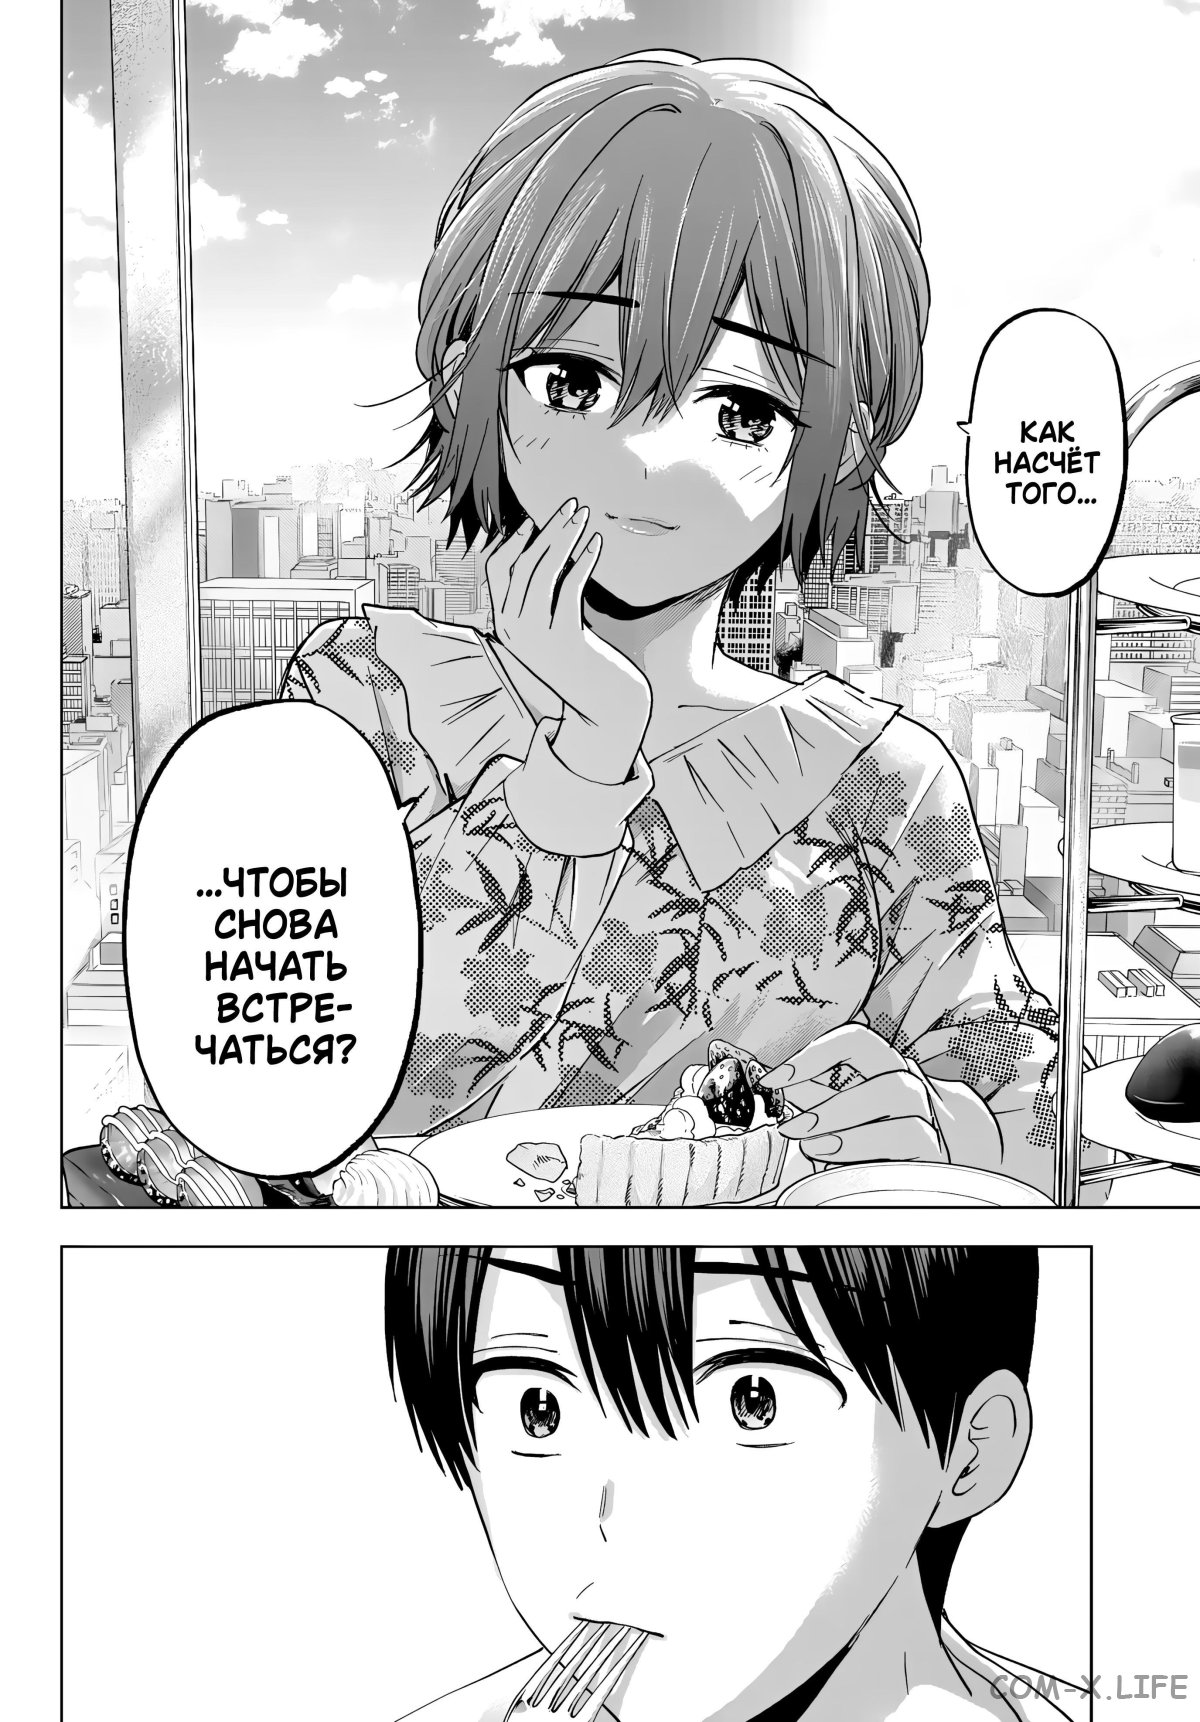 КАК
НАСЧЁТ
ТОГО...
...ЧТОБЫ
СНОВА
НАЧАТЬ
ВСТРЕ-
ЧАТЬСЯ?
COM-X.LIFE